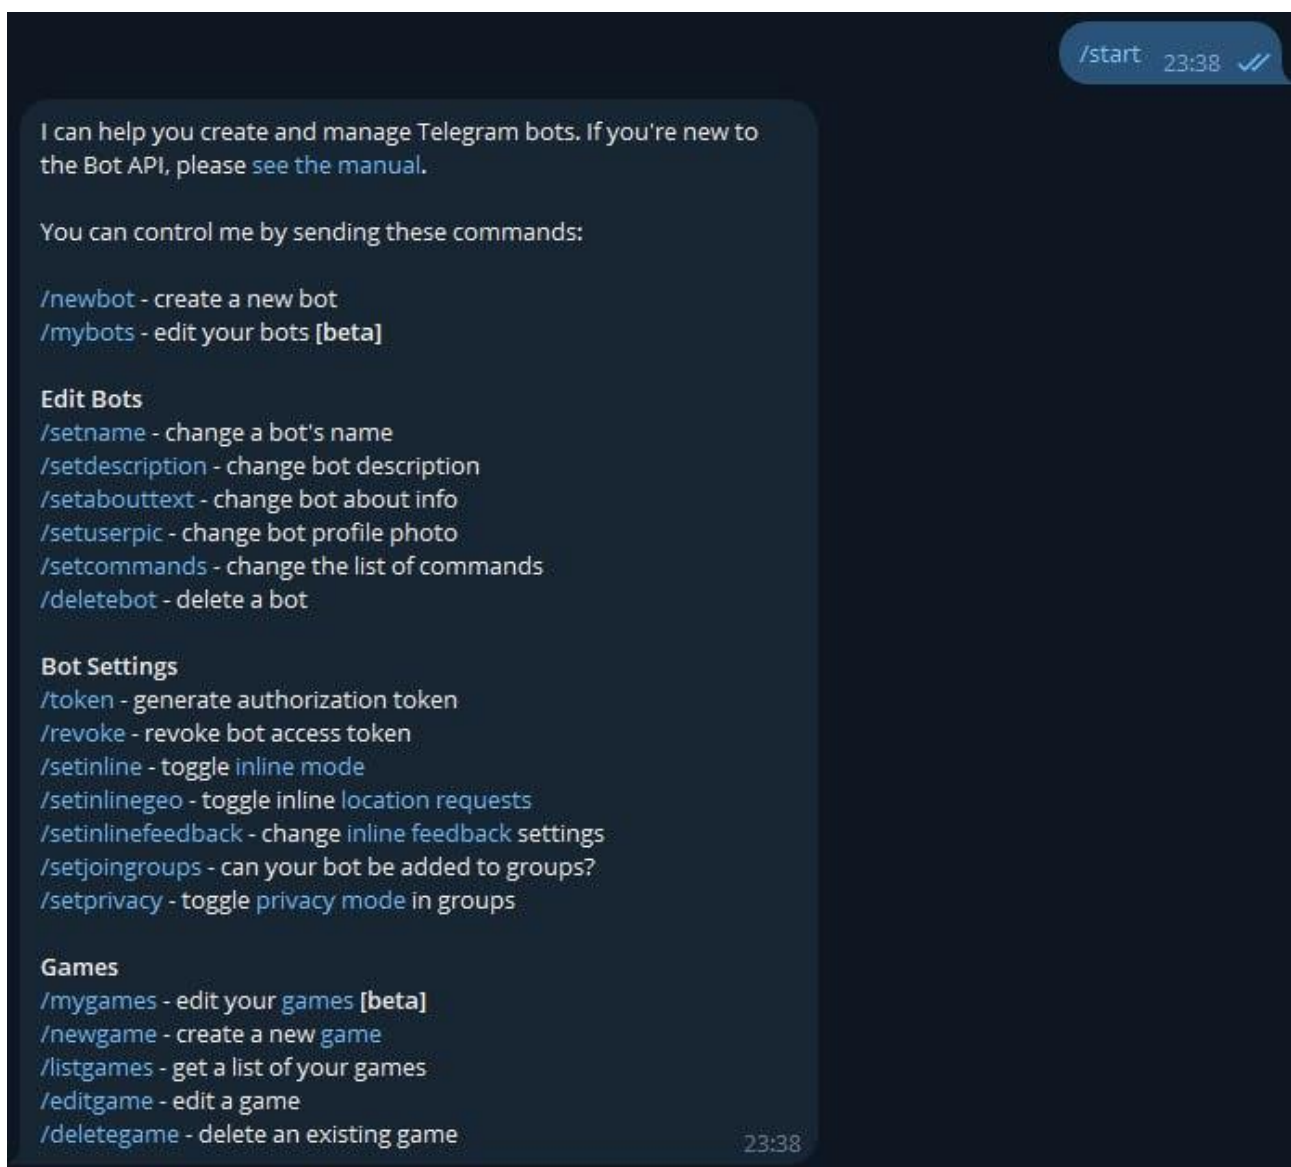 /start 23:38
I can help you create and manage Telegram bots. If you're new to
the Bot API, please see the manual.
You can control me by sending these commands:
/newbot - create a new bot
/mybots - edit your bots [beta]
Edit Bots
/setname - change a bot's name
/setdescription - change bot description
/setabouttext - change bot about info
/setuserpic - change bot profile photo
/setcommands - change the list of commands
/deletebot - delete a bot
Bot Settings
/token - generate authorization token
/revoke - revoke bot access token
/setinline - toggle inline mode
/setinlinegeo - toggle inline location requests
/setinlinefeedback - change inline feedback settings
/setjoingroups - can your bot be added to groups?
/setprivacy - toggle privacy mode in groups
Games
/mygames - edit your games [beta]
/newgame - create a new game
/listgames - get a list of your games
/editgame - edit a game
/deletegame - delete an existing game
23:38